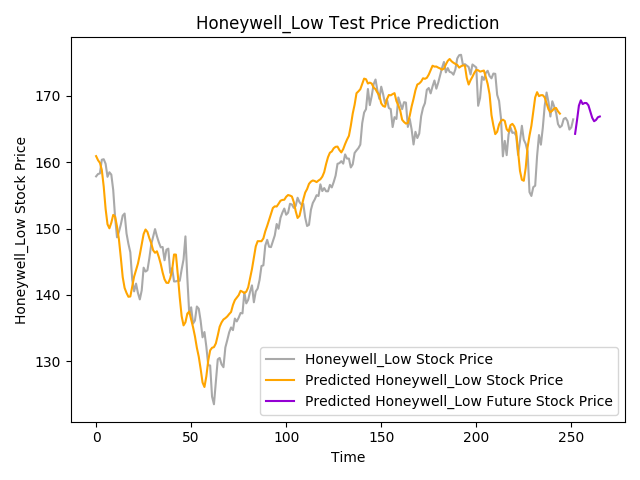 Honeywell_Low Test Price Prediction
Honeywell_Low Stock Price
170
160
150
140
130
0
50
100
150
200
250
Time
Honeywell_Low Stock Price
Predicted Honeywell_Low Stock Price
Predicted Honeywell_Low Future Stock Price